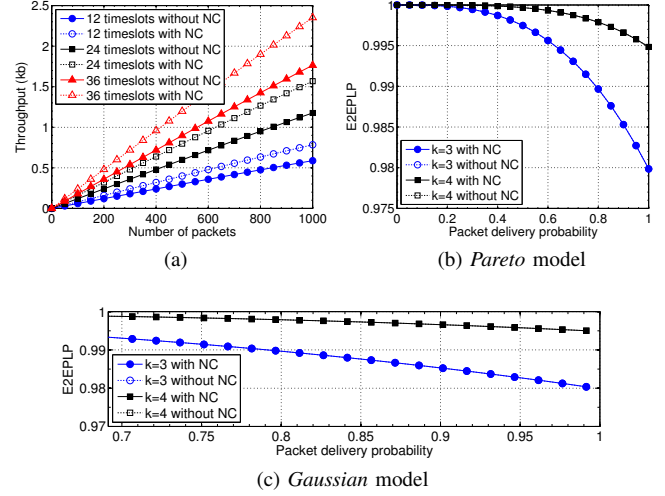 2.5
2
1.5
1
0.5
0
0
200
400
600
800
1000
Throughput (kb)
Number of packets
12 timeslots without NC
12 timeslots with NC
24 timeslots without NC
24 timeslots with NC
36 timeslots without NC
36 timeslots with NC
(a)
1
0.995
0.99
0.985
0.98
0.975
0
0.2
0.4
0.6
0.8
1
E2EPLP
Packet delivery probability
k=3 with NC
k=3 without NC
k=4 with NC
k=4 without NC
(b) Pareto model
1
0.99
0.98
0.97
0.7
0.75
0.8
0.85
0.9
0.95
1
E2EPLP
Packet delivery probability
k=3 with NC
k=3 without NC
k=4 with NC
k=4 without NC
(c) Gaussian model